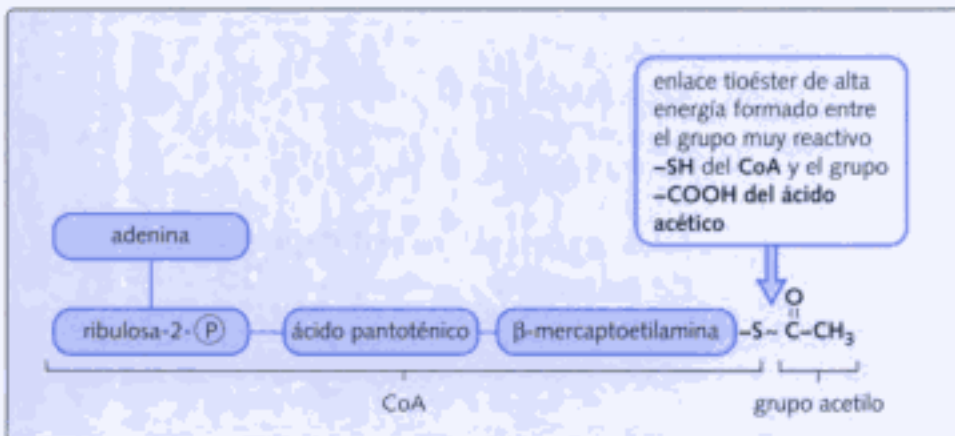 enlace tioéster de alta
energía formado entre
el grupo muy reactivo
–SH del CoA y el grupo
–COOH del ácido
acético
adenina
ribulosa-2-P ácido pantoténico β-mercaptoetilamina –S~ C–CH₃
O
CoA
grupo acetilo